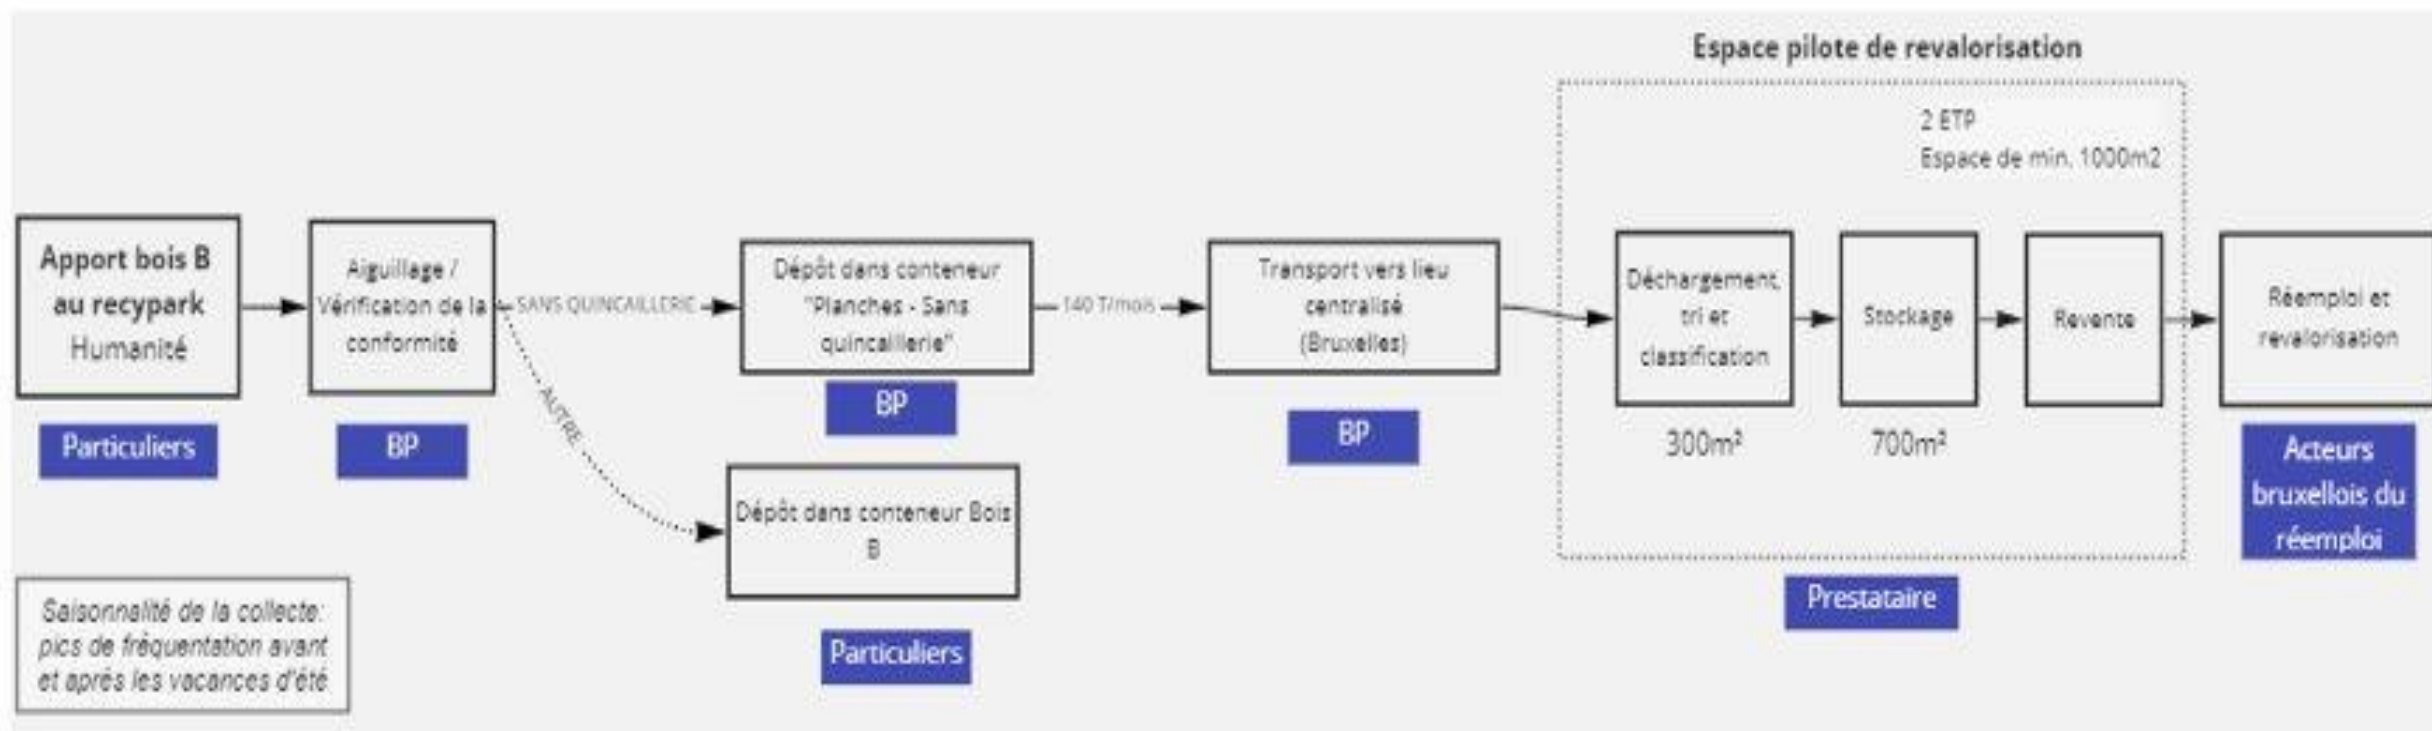 Espace pilote de revalorisation
2 ETP
Espace de min. 1000m2
Apport bois B
au recypark
Humanité
Particuliers
Aiguillage /
Vérification de la
conformité
BP
SANS QUINCAILLERIE
AUTRE
Dépôt dans conteneur
"Planches - Sans
quincaillerie"
BP
Dépôt dans conteneur Bois
B
Particuliers
140 T/mois
Transport vers lieu
centralisé
(Bruxelles)
BP
Déchargement,
tri et
classification
300m²
Stockage
700m²
Revente
Prestataire
Réemploi et
revalorisation
Acteurs
bruxellois du
réemploi
Saisonnalité de la collecte:
pics de fréquentation avant
et après les vacances d'été